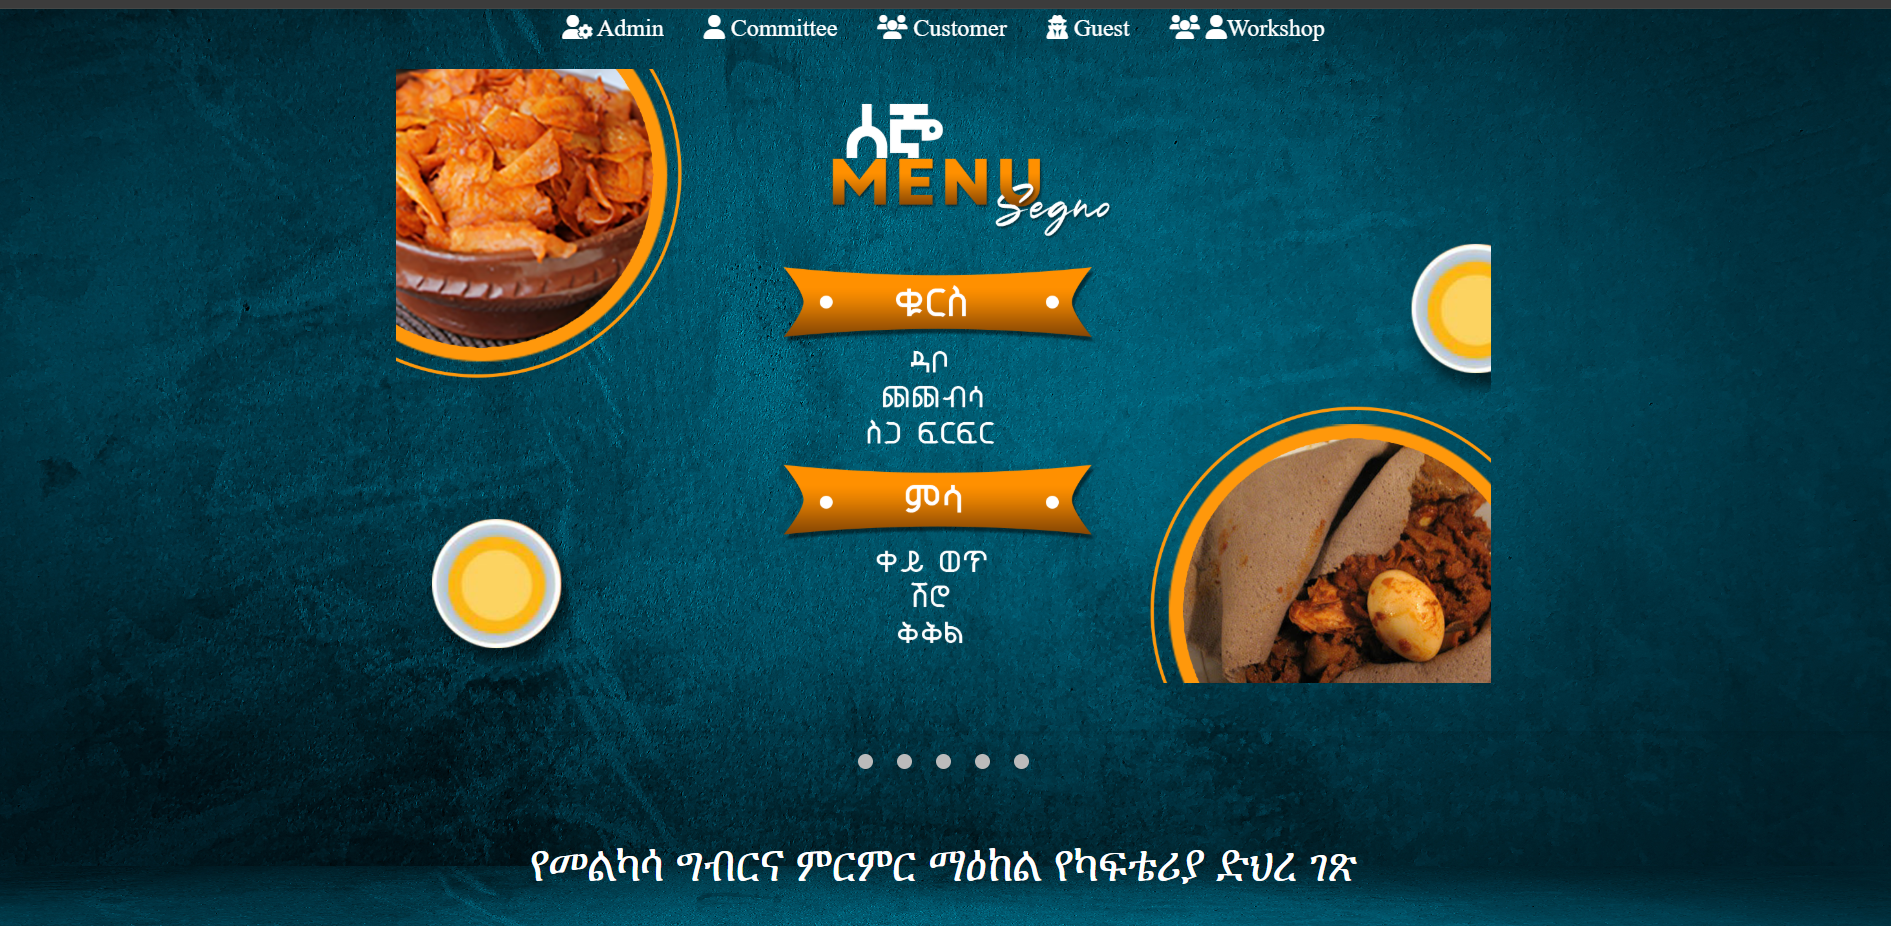 Admin Committee Customer Guest Workshop
ሰኞ
MENU
Segno
ቁርስ
ዳቦ
ጨጨብሳ
ስጋ ፍርፍር
ምሳ
ቀይ ወጥ
ሽሮ
ቅቅል
የመልካሳ ግብርና ምርምር ማዕከል የካፍቴሪያ ድህረ ገጽ